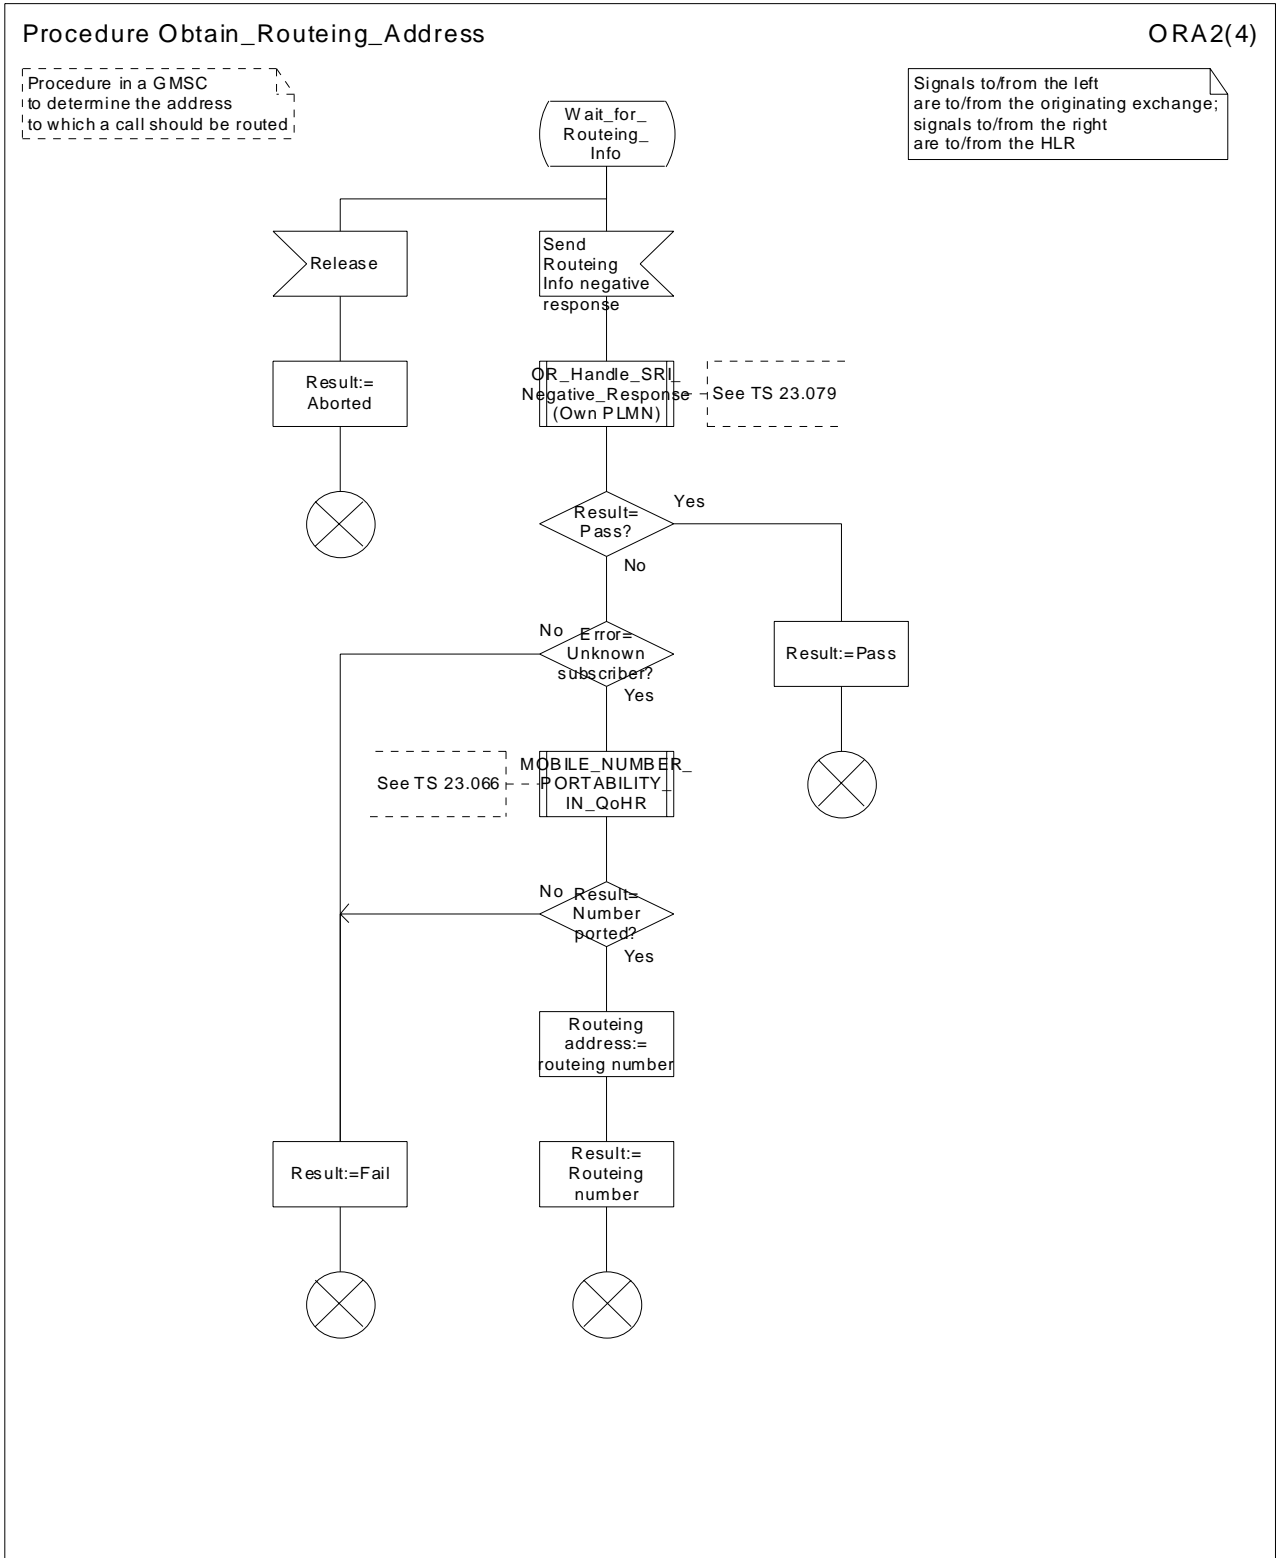 Procedure Obtain_Routeing_Address
ORA2(4)
Procedure in a GMSC
to determine the address
to which a call should be routed
Signals to/from the left
are to/from the originating exchange;
signals to/from the right
are to/from the HLR
Wait_for_
Routeing_
Info
Release
Send
Routeing
Info negative
response
Result:=
Aborted
OR_Handle_SRI_
Negative_Response
(Own PLMN)
See TS 23.079
Result=
Pass?
Yes
No
Error=
Unknown
subscriber?
No
Yes
Result:=Pass
See TS 23.066
MOBILE_NUMBER_
PORTABILITY_
IN_QoHR
Result=
Number
ported?
No
Yes
Routeing
address:=
routeing number
Result:=Fail
Result:=
Routeing
number